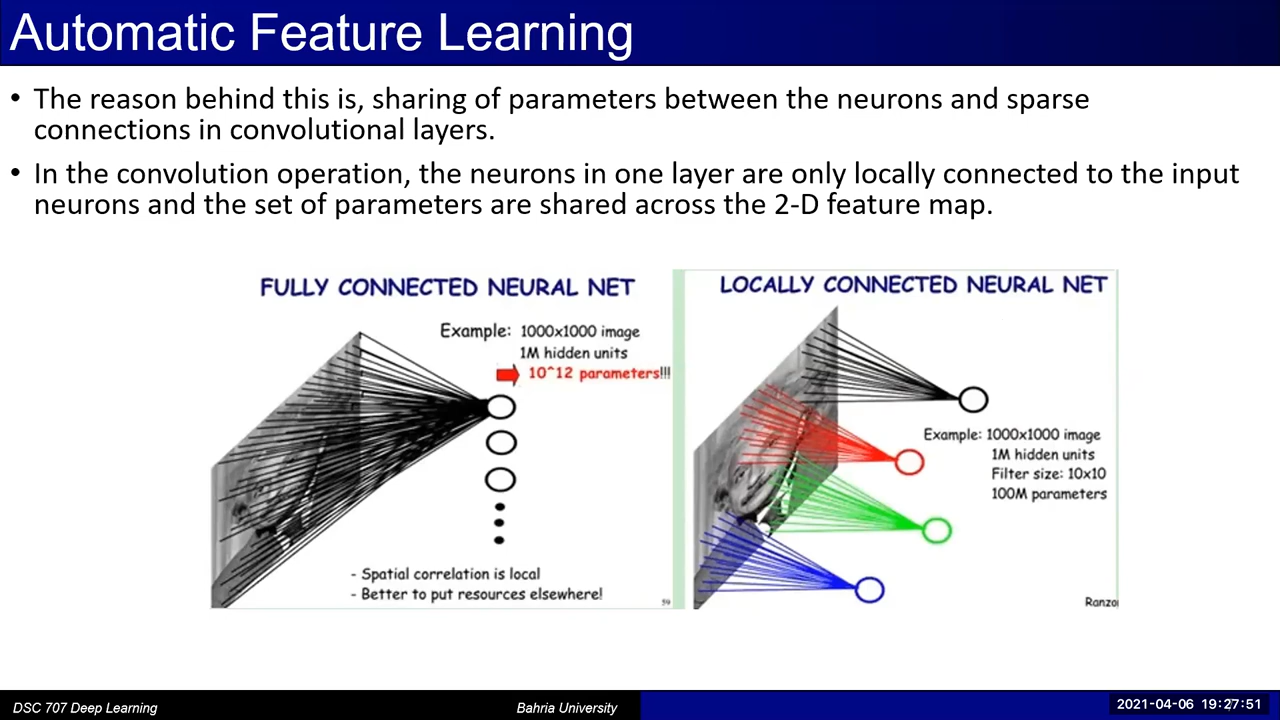 Automatic Feature Learning
• The reason behind this is, sharing of parameters between the neurons and sparse
connections in convolutional layers.
• In the convolution operation, the neurons in one layer are only locally connected to the input
neurons and the set of parameters are shared across the 2-D feature map.
FULLY CONNECTED NEURAL NET
Example: 1000x1000 image
1M hidden units
10^12 parameters!!!
- Spatial correlation is local
- Better to put resources elsewhere!
59
LOCALLY CONNECTED NEURAL NET
Example: 1000x1000 image
1M hidden units
Filter size: 10x10
100M parameters
Ranzo
DSC 707 Deep Learning
Bahria University
2021-04-06 19:27:51